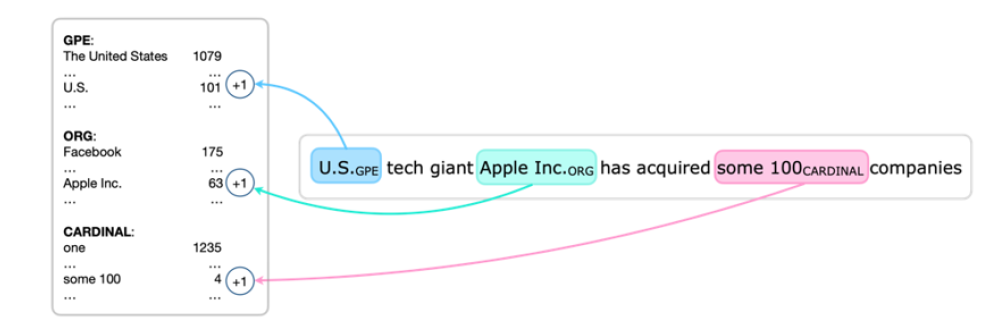 GPE:
The United States 1079
... ...
U.S. 101 +1
... ...
ORG:
Facebook 175
... ...
Apple Inc. 63 +1
... ...
CARDINAL:
one 1235
... ...
some 100 4 +1
... ...
U.S.GPE tech giant Apple Inc.ORG has acquired some 100CARDINAL companies